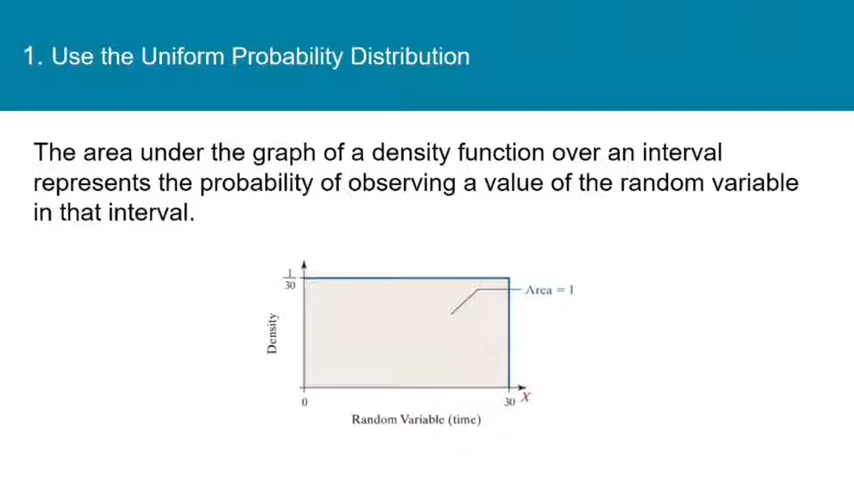 1. Use the Uniform Probability Distribution
The area under the graph of a density function over an interval
represents the probability of observing a value of the random variable
in that interval.
1
30
Area = 1
Density
0
30 X
Random Variable (time)